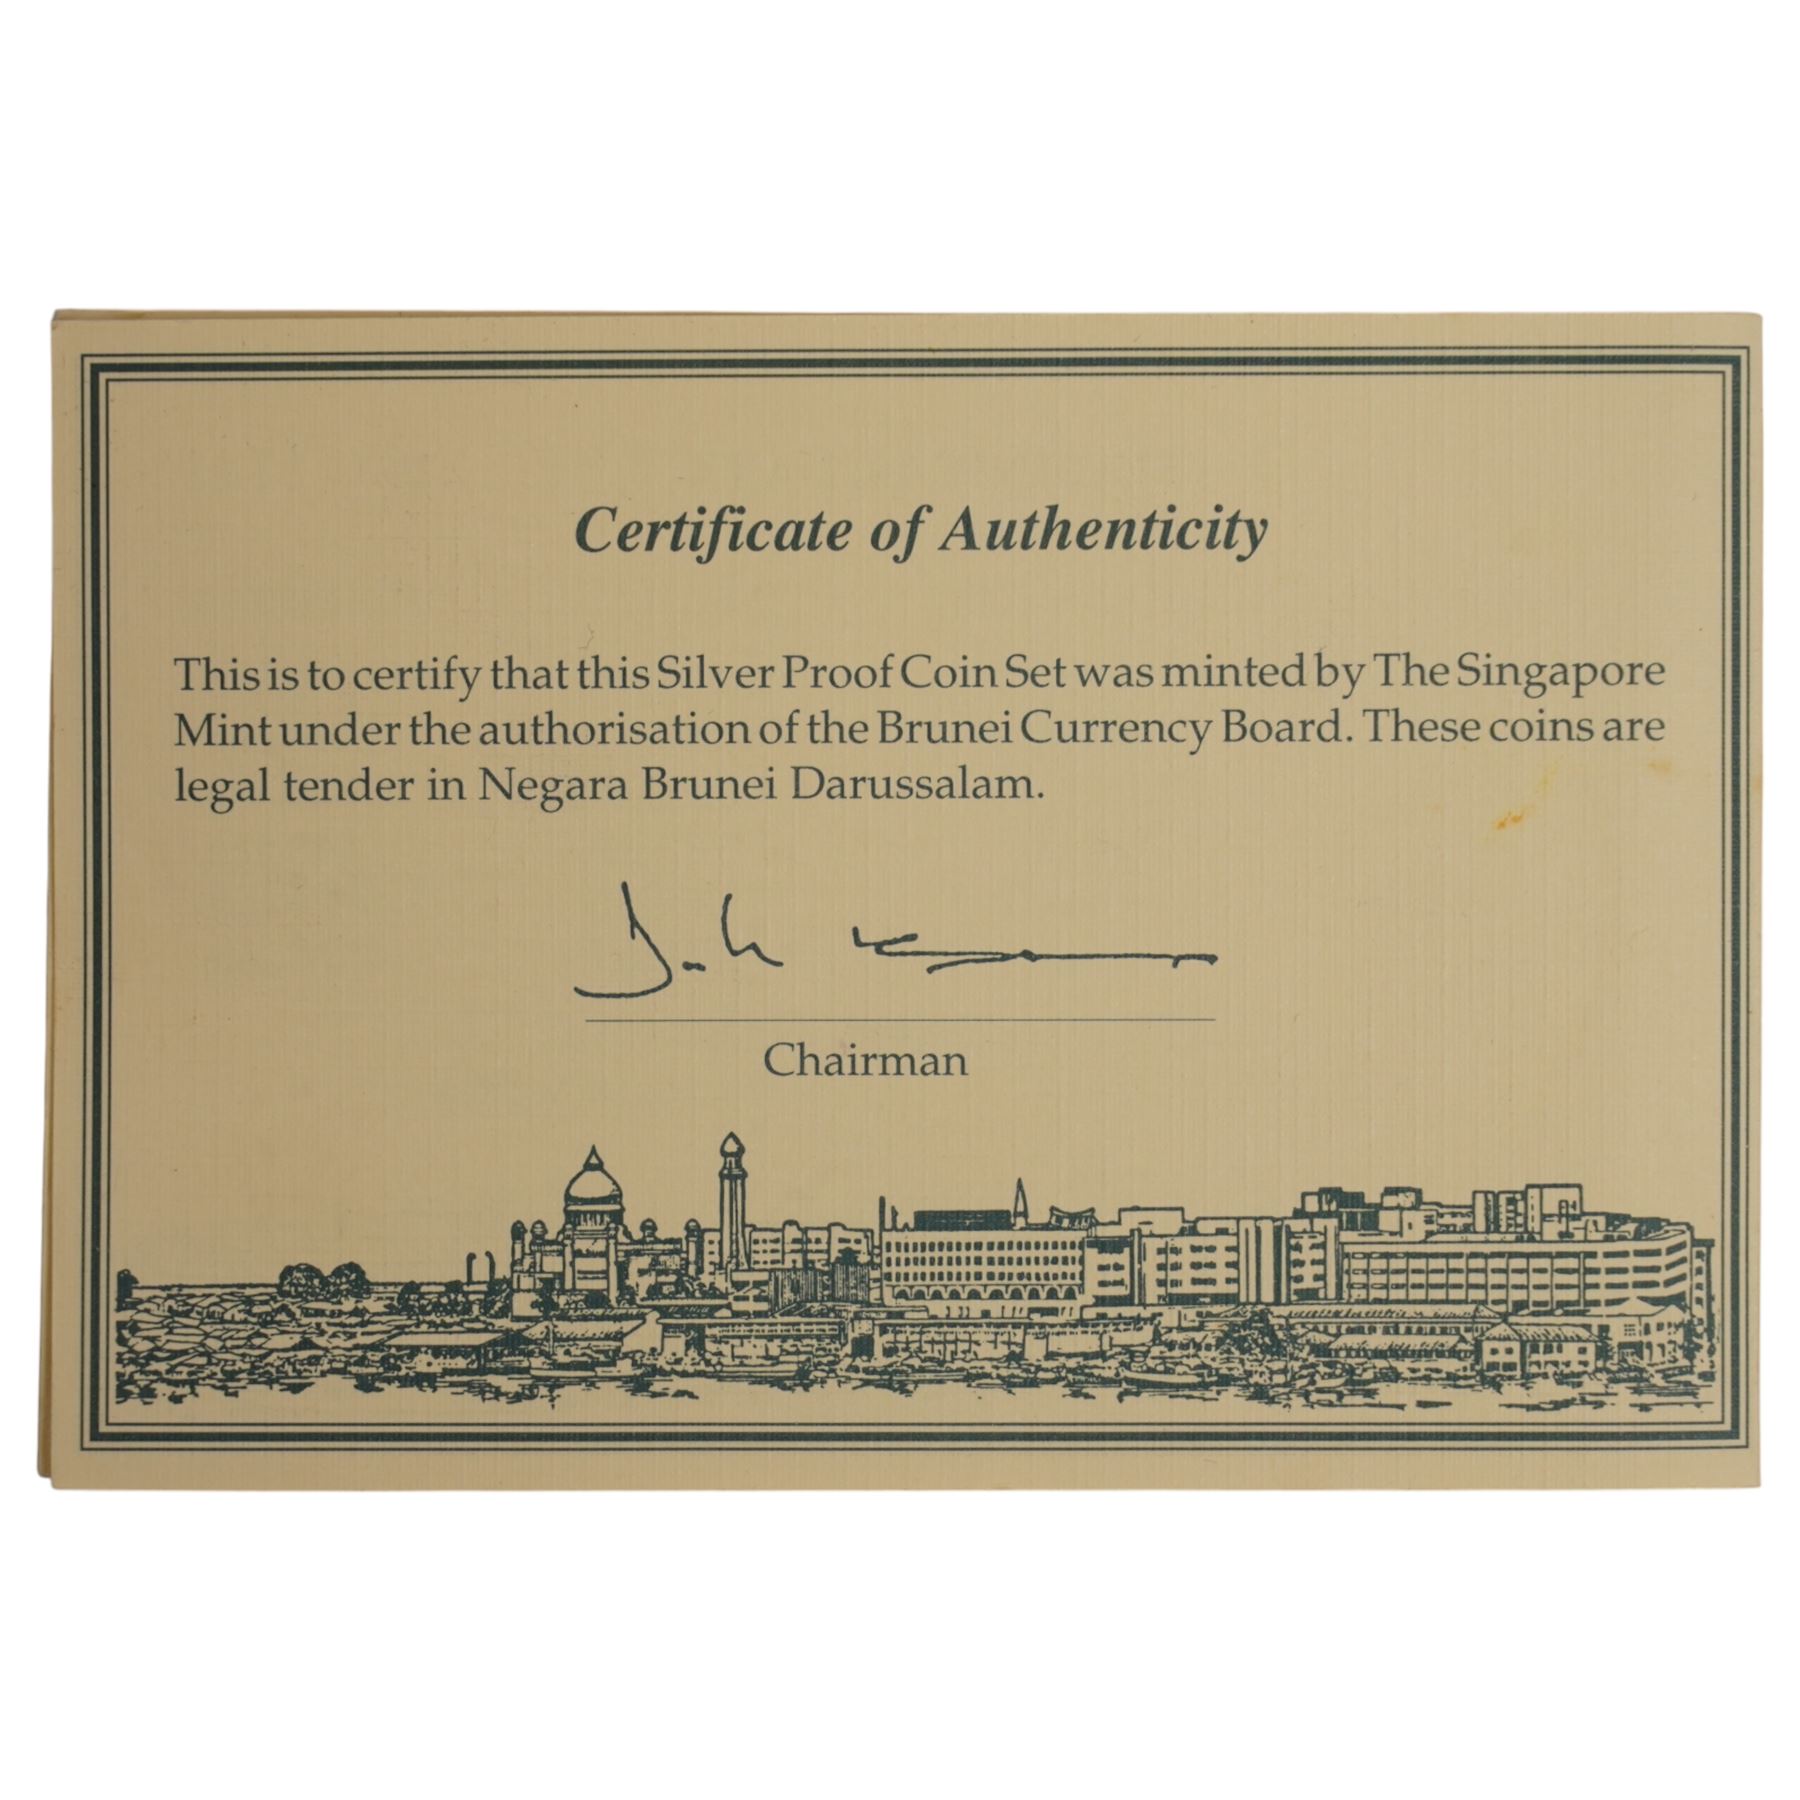 Certificate of Authenticity
This is to certify that this Silver Proof Coin Set was minted by The Singapore
Mint under the authorisation of the Brunei Currency Board. These coins are
legal tender in Negara Brunei Darussalam.
Chairman